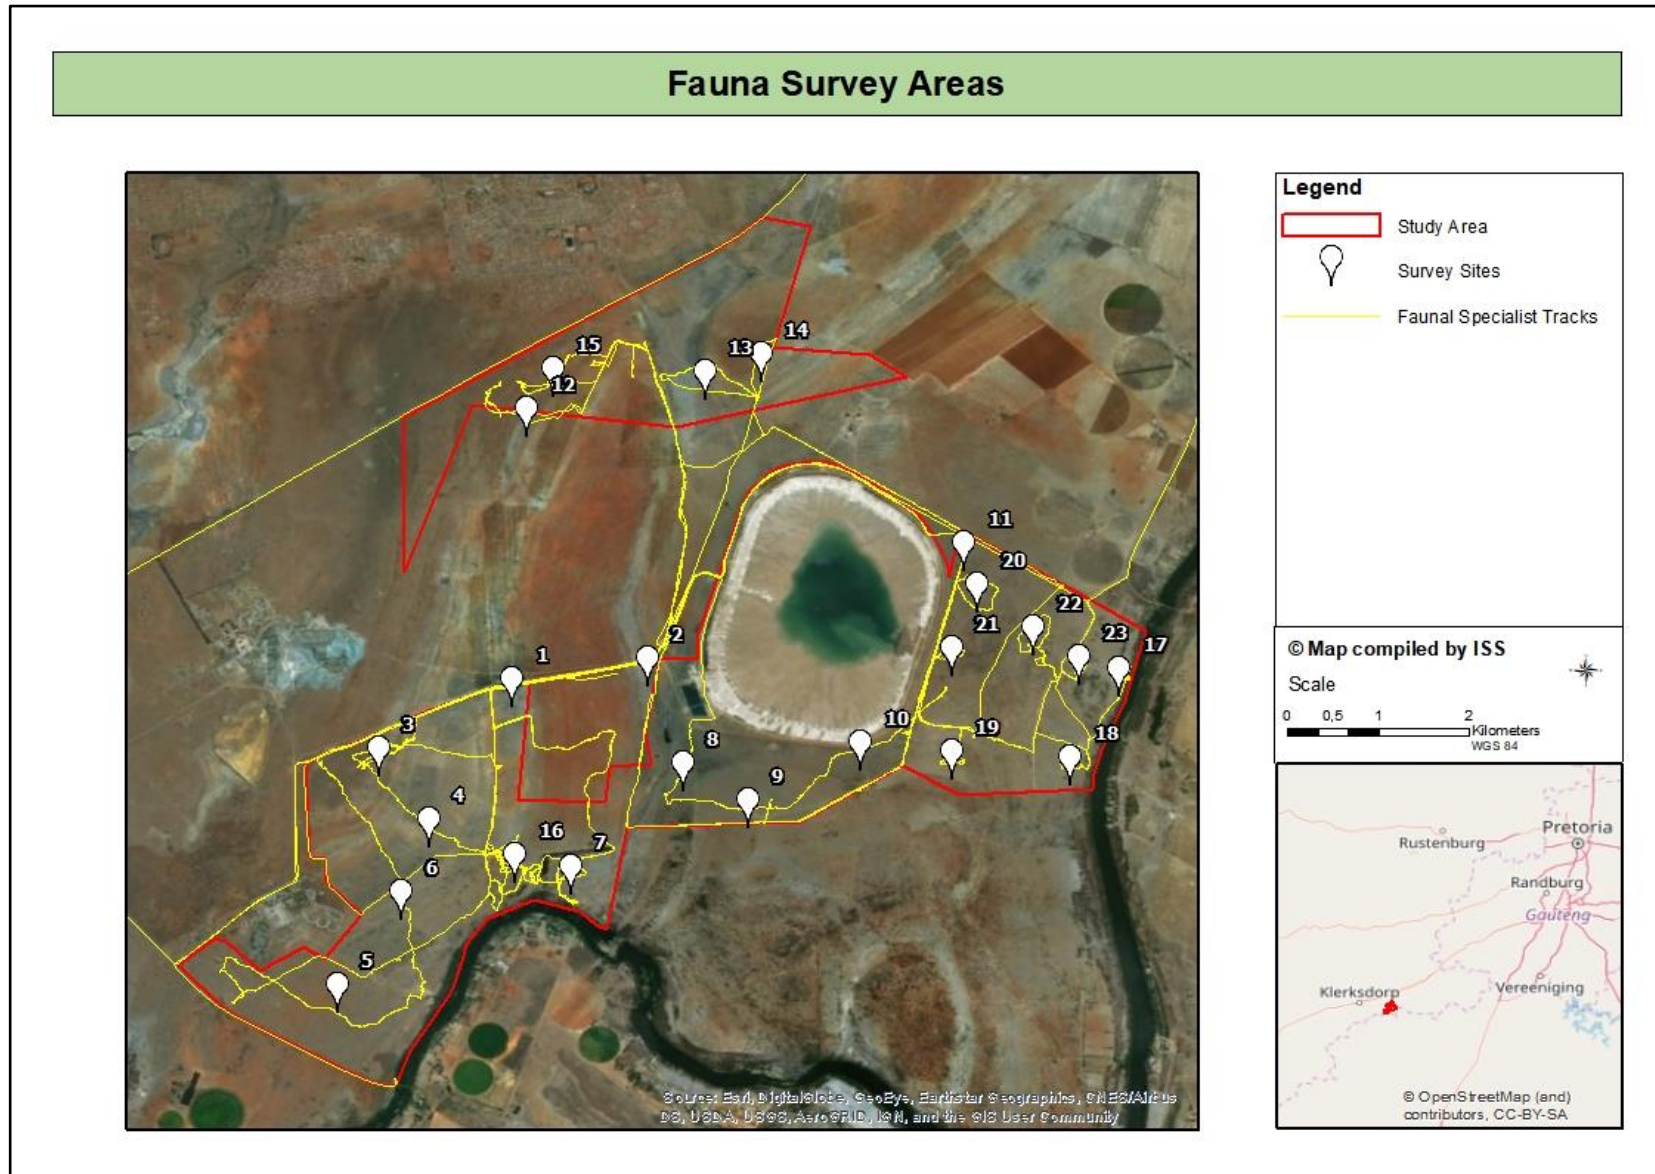 Fauna Survey Areas
14
13
15
12
11
20
22
21
23
17
2
1
10
19
18
3
8
9
4
16
7
6
5
Source: Esri, DigitalGlobe, GeoEye, Earthstar Geographics, CNES/Airbus
DS, USDA, USGS, AeroGRID, IGN, and the GIS User Community
Legend
Study Area
Survey Sites
Faunal Specialist Tracks
© Map compiled by ISS
Scale
0 0,5 1 2
Kilometers
WGS 84
Pretoria
Rustenburg
Randburg
Gauteng
Klerksdorp
Vereeniging
© OpenStreetMap (and)
contributors, CC-BY-SA